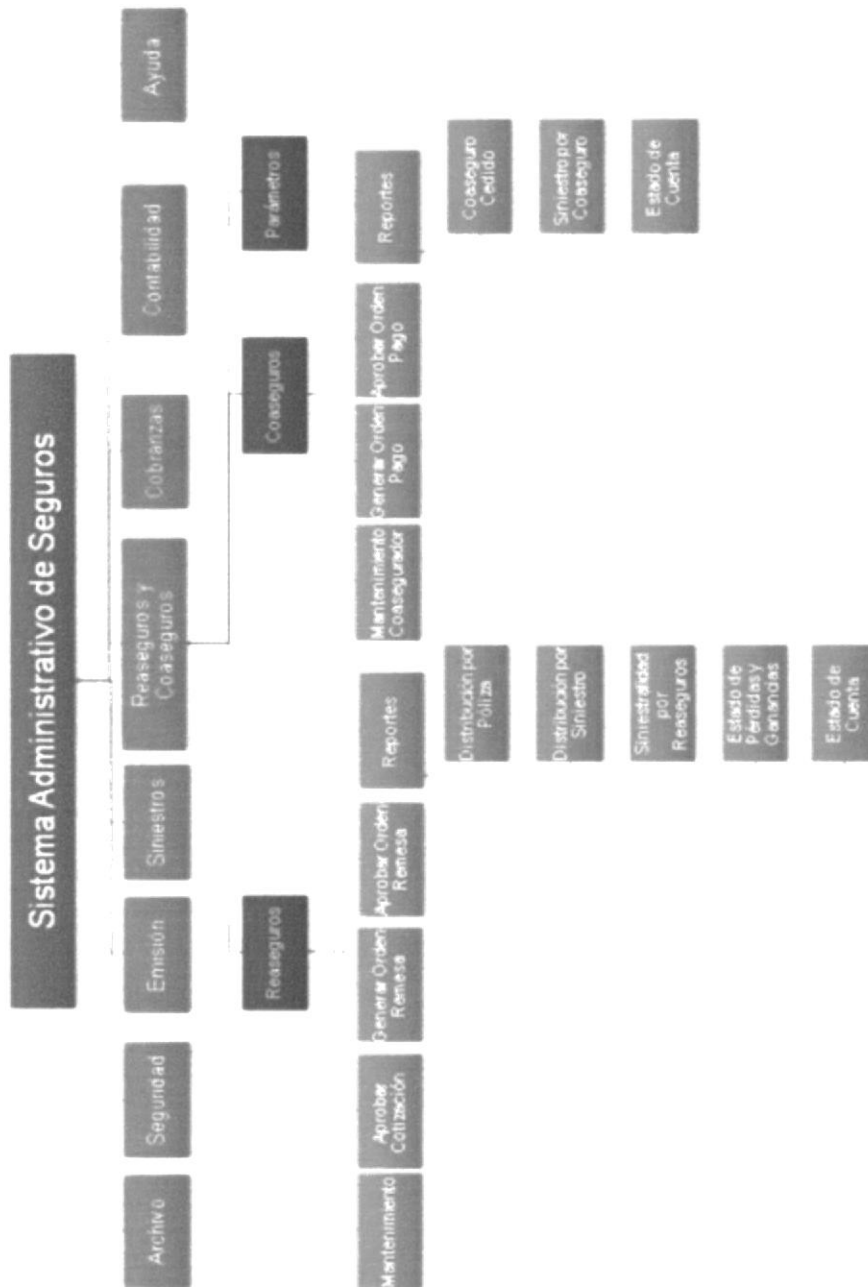 Sistema Administrativo de Seguros
Archivo
Seguridad
Emisión
Siniestros
Reaseguros y
Coaseguros
Cobranzas
Contabilidad
Ayuda
Reaseguros
Coaseguros
Parámetros
Mantenimiento
Aprobar
Cotización
Generar Orden
Remesa
Aprobar Orden
Remesa
Reportes
Mantenimiento
Coasegurador
Generar Orden
Pago
Aprobar Orden
Pago
Reportes
Distribución por
Póliza
Distribución por
Siniestro
Siniestralidad
por
Reaseguros
Estado de
Pérdidas y
Ganancias
Estado de
Cuenta
Coaseguro
Cedido
Siniestro por
Coaseguro
Estado de
Cuenta